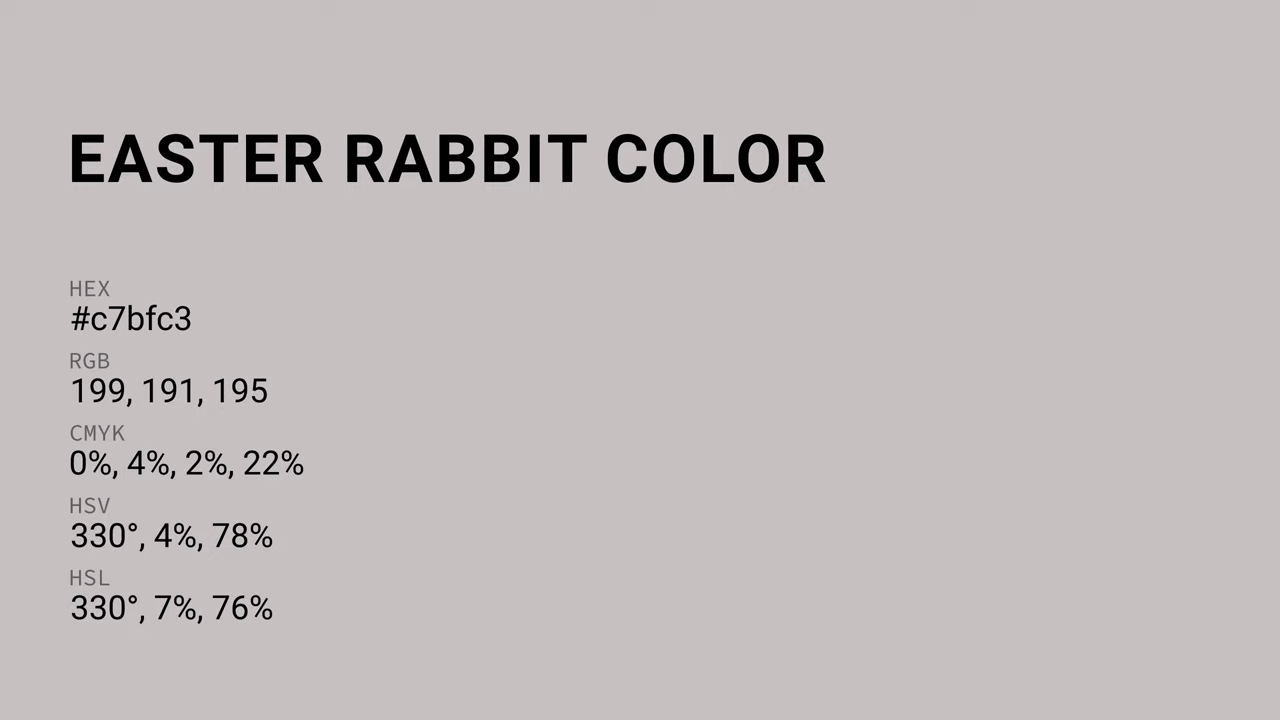 EASTER RABBIT COLOR
HEX
#c7bfc3
RGB
199, 191, 195
CMYK
0%, 4%, 2%, 22%
HSV
330°, 4%, 78%
HSL
330°, 7%, 76%